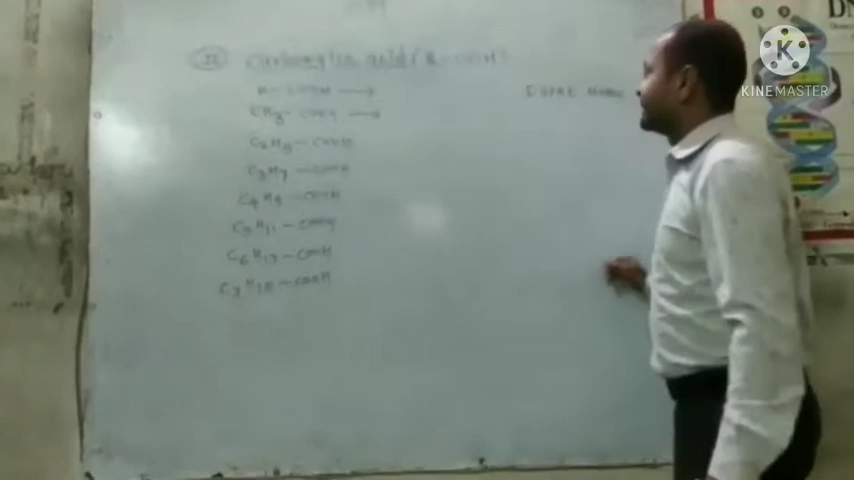 II Carboxylic acid (R-COOH)
H-COOH →
IUPAC Name
CH3-COOH →
C2H5-COOH
C3H7-COOH
C4H9-COOH
C5H11-COOH
C6H13-COOH
C7H15-COOH
K
KINEMASTER